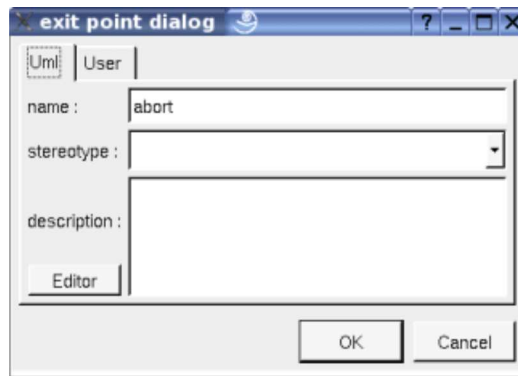 exit point dialog ?
Uml User
name : abort
stereotype :
description :
Editor
OK Cancel